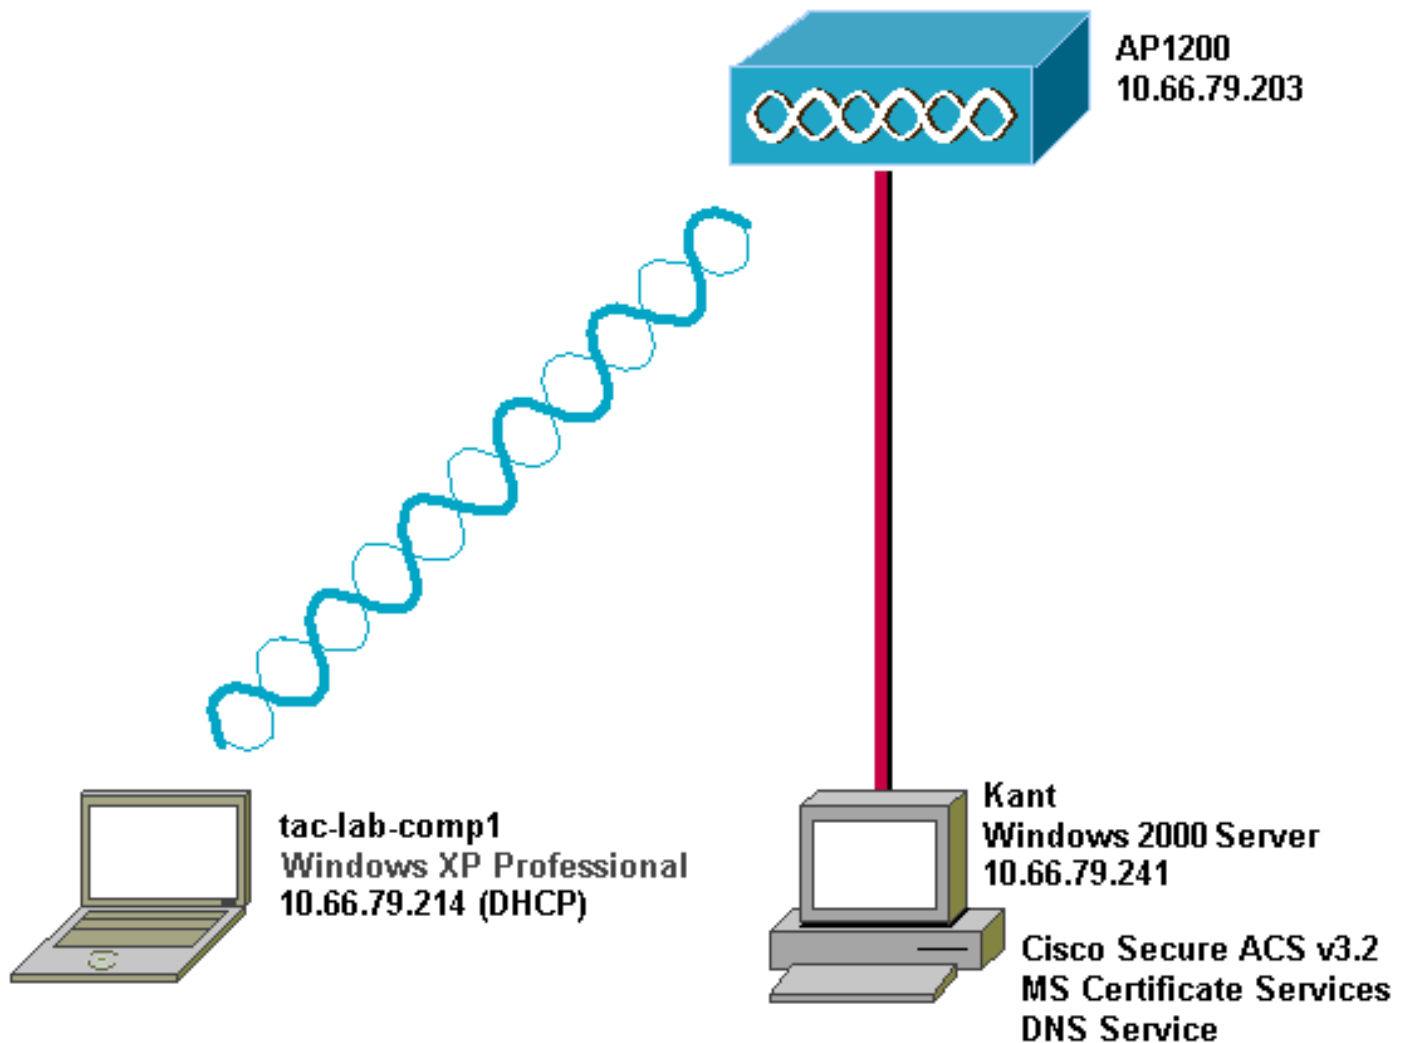 AP1200
10.66.79.203
tac-lab-comp1
Windows XP Professional
10.66.79.214 (DHCP)
Kant
Windows 2000 Server
10.66.79.241
Cisco Secure ACS v3.2
MS Certificate Services
DNS Service